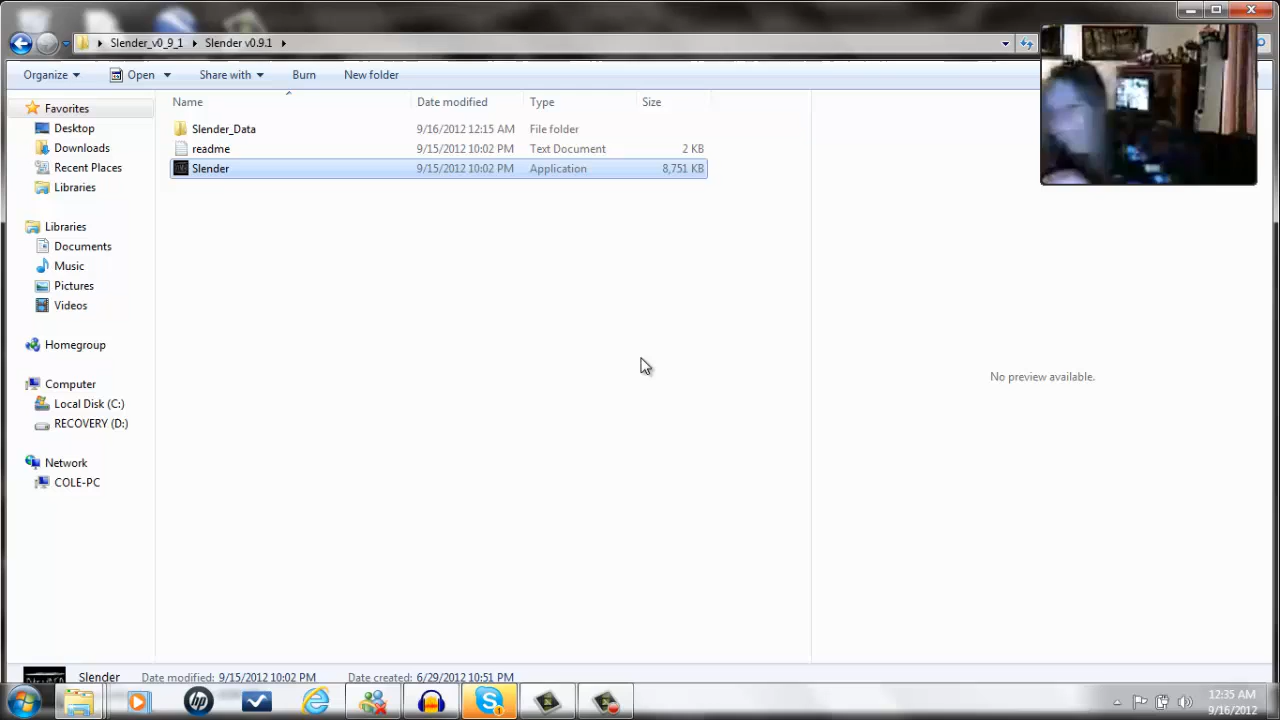 Slender_v0_9_1 Slender v0.9.1
Organize Open Share with Burn New folder
Name Date modified Type Size
Favorites
Desktop
Downloads
Recent Places
Libraries
Libraries
Documents
Music
Pictures
Videos
Homegroup
Computer
Local Disk (C:)
RECOVERY (D:)
Network
COLE-PC
Slender_Data 9/16/2012 12:15 AM File folder
readme 9/15/2012 10:02 PM Text Document 2 KB
Slender 9/15/2012 10:02 PM Application 8,751 KB
No preview available.
Slender Date modified: 9/15/2012 10:02 PM Date created: 6/29/2012 10:51 PM
hp
1
12:35 AM
9/16/2012